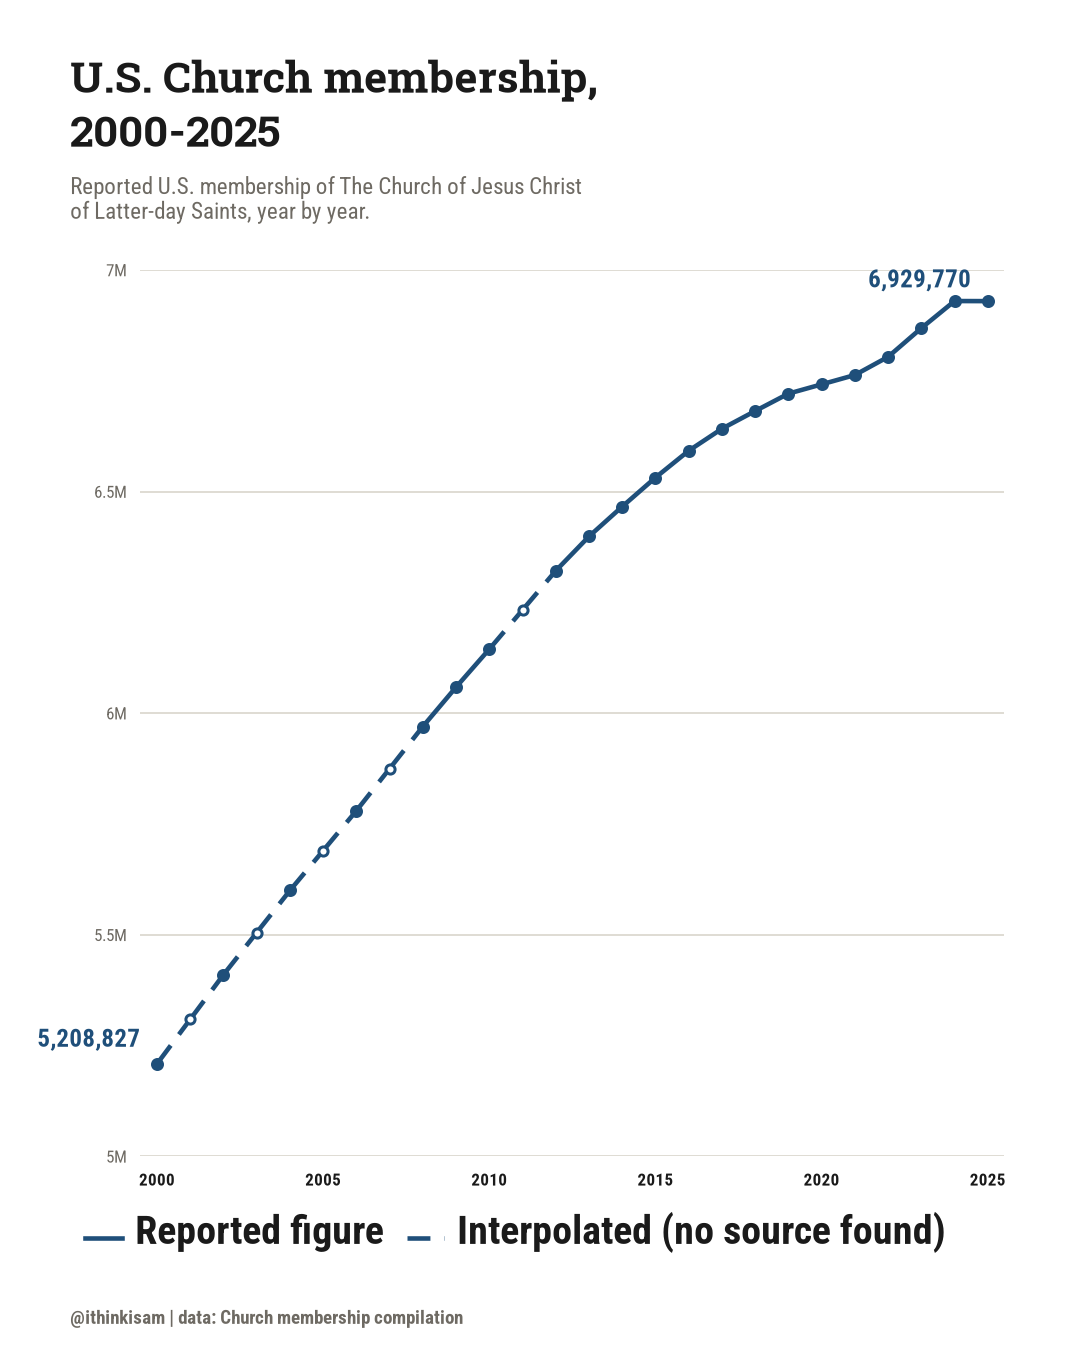 U.S. Church membership,
2000-2025
Reported U.S. membership of The Church of Jesus Christ
of Latter-day Saints, year by year.
7M
6,929,770
6.5M
6M
5.5M
5,208,827
5M
2000 2005 2010 2015 2020 2025
Reported figure Interpolated (no source found)
@ithinkisam | data: Church membership compilation